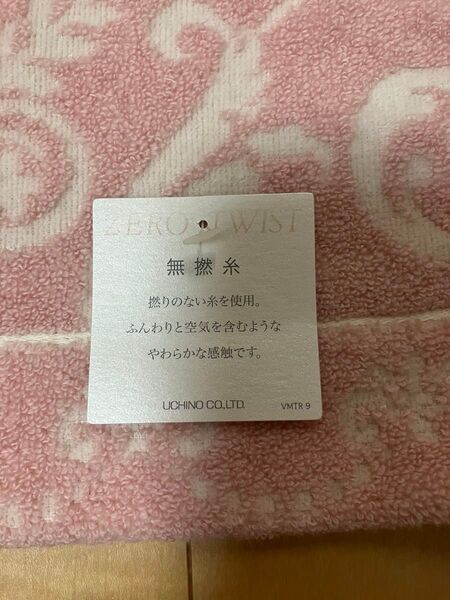 ZERO TWIST
無撚糸
撚りのない糸を使用。
ふんわりと空気を含むような
やわらかな感触です。
UCHINO CO.,LTD.
VMTR 9